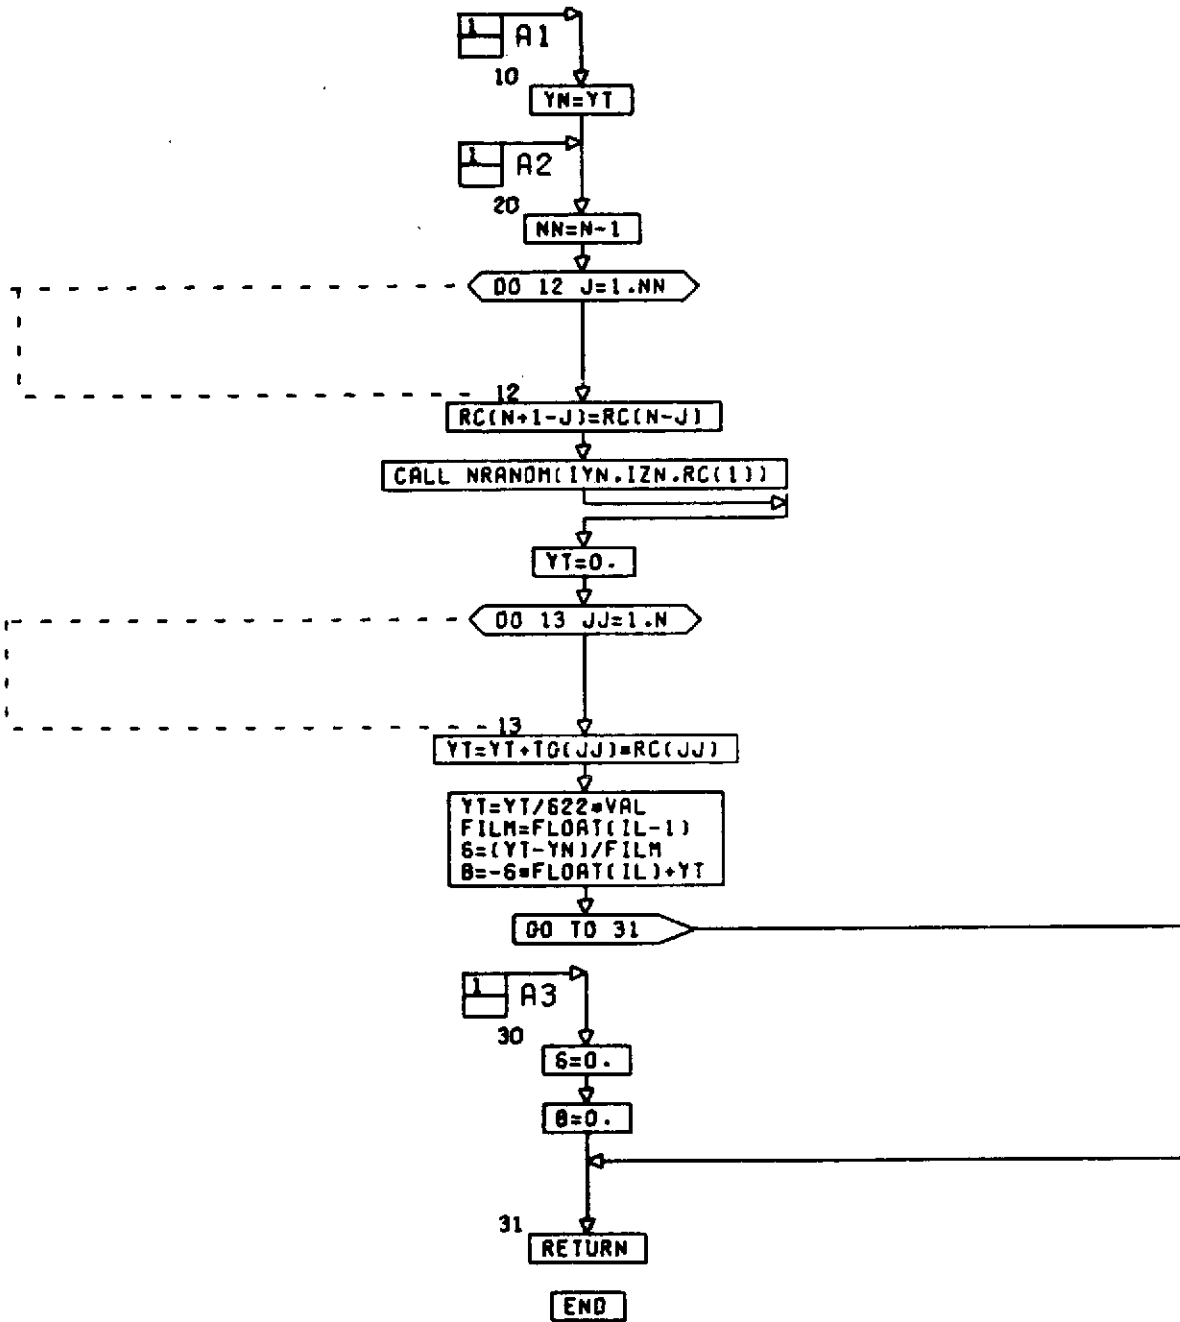 1 A1
10
YN=YT
1 A2
20
NN=N-1
DO 12 J=1.NN
12
RC(N+1-J)=RC(N-J)
CALL NRANDM(IYN.IZN.RC(1))
YT=0.
DO 13 JJ=1.N
13
YT=YT+TG(JJ)*RC(JJ)
YT=YT/622*VAL
FILM=FLOAT(IL-1)
G=(YT-YN)/FILM
B=-G*FLOAT(IL)+YT
GO TO 31
1 A3
30
G=0.
B=0.
31
RETURN
END